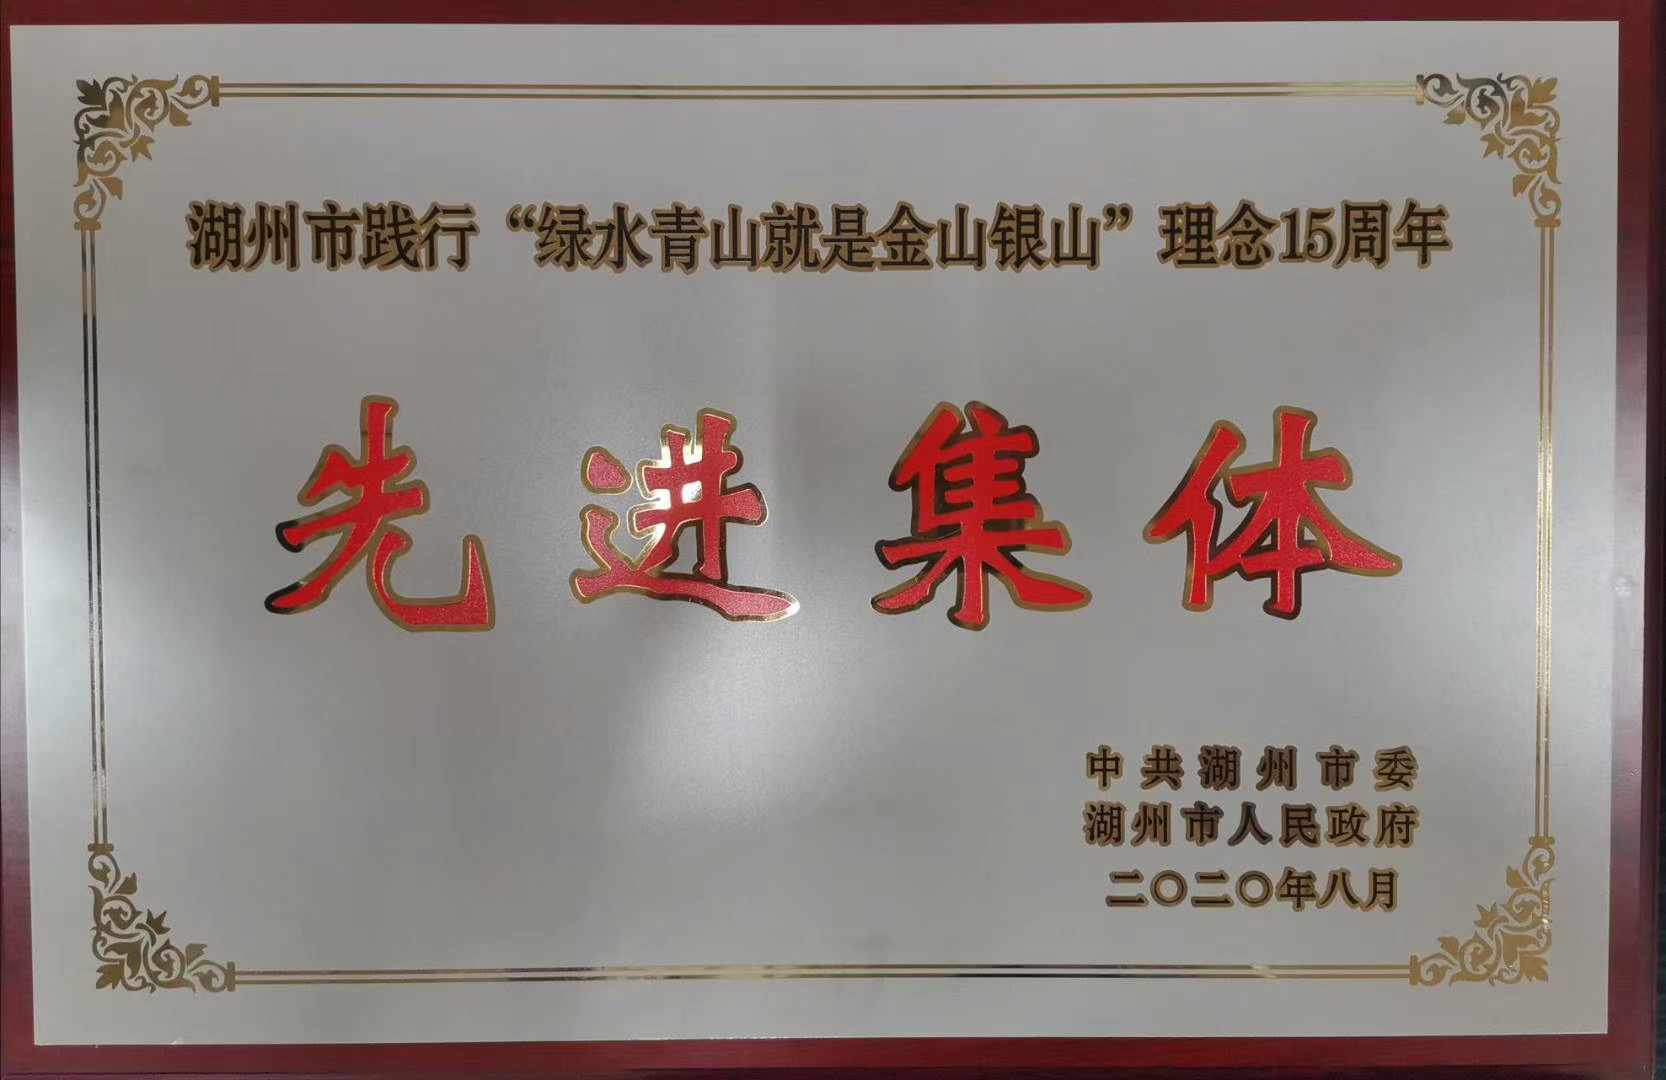 湖州市践行“绿水青山就是金山银山”理念15周年
先进集体
中共湖州市委
湖州市人民政府
二〇二〇年八月